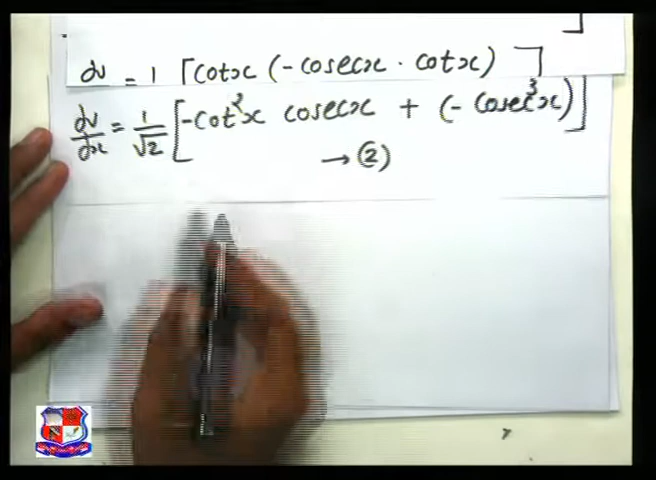 dv = 1 [cotx (-cosecx · cotx) ]
dv/dx = 1/√2 [-cot²x cosecx + (-cosec³x)]
→ ②